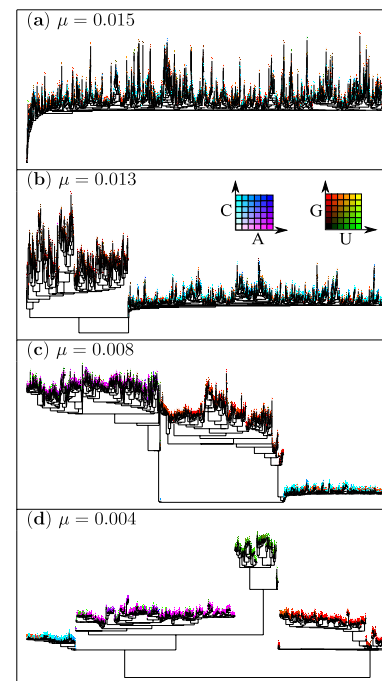 (a) μ = 0.015
(b) μ = 0.013
C
A
G
U
(c) μ = 0.008
(d) μ = 0.004